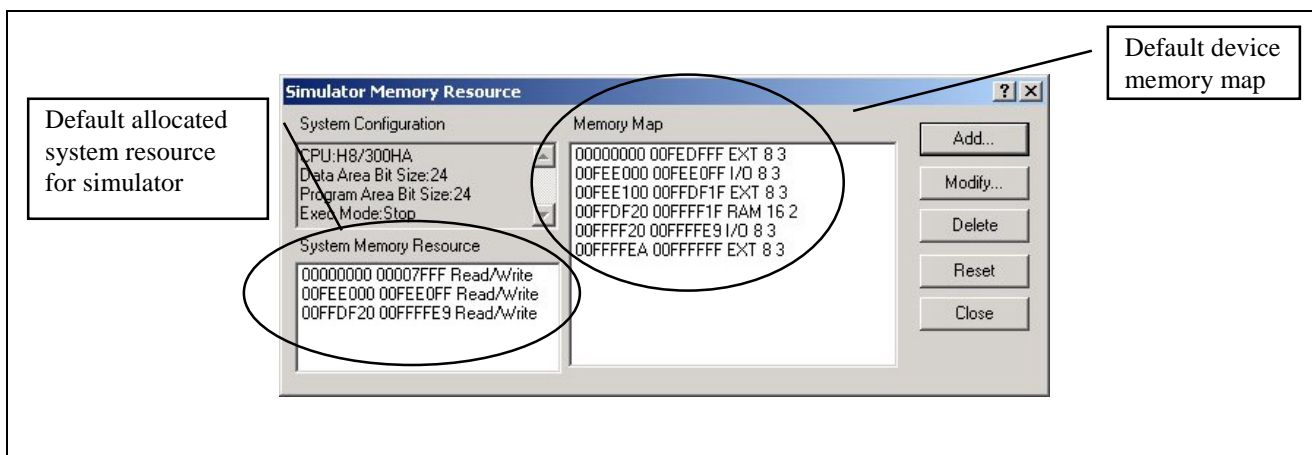 Default device
memory map
Default allocated
system resource
for simulator
Simulator Memory Resource
System Configuration
CPU:H8/300HA
Data Area Bit Size:24
Program Area Bit Size:24
Exec Mode:Stop
System Memory Resource
00000000 00007FFF Read/Write
00FEE000 00FEE0FF Read/Write
00FFDF20 00FFFFE9 Read/Write
Memory Map
00000000 00FEDFFF EXT 8 3
00FEE000 00FEE0FF I/O 8 3
00FEE100 00FFDF1F EXT 8 3
00FFDF20 00FFFF1F RAM 16 2
00FFFF20 00FFFFE9 I/O 8 3
00FFFFEA 00FFFFFF EXT 8 3
Add...
Modify...
Delete
Reset
Close